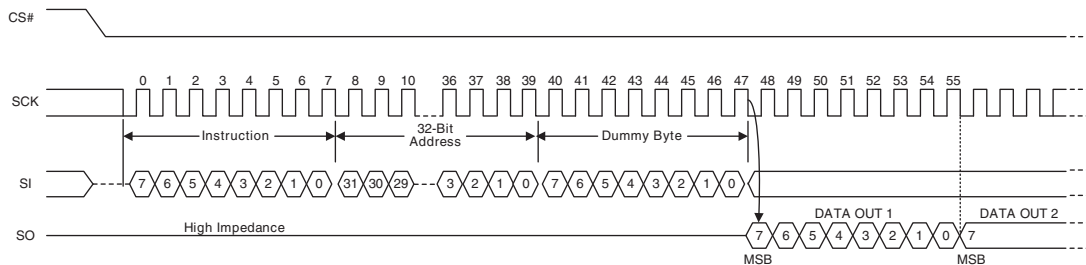 CS#
SCK
0 1 2 3 4 5 6 7 8 9 10 36 37 38 39 40 41 42 43 44 45 46 47 48 49 50 51 52 53 54 55
Instruction
32-Bit
Address
Dummy Byte
SI
7 6 5 4 3 2 1 0 31 30 29 3 2 1 0 7 6 5 4 3 2 1 0
DATA OUT 1
DATA OUT 2
High Impedance
SO
7 6 5 4 3 2 1 0 7
MSB
MSB